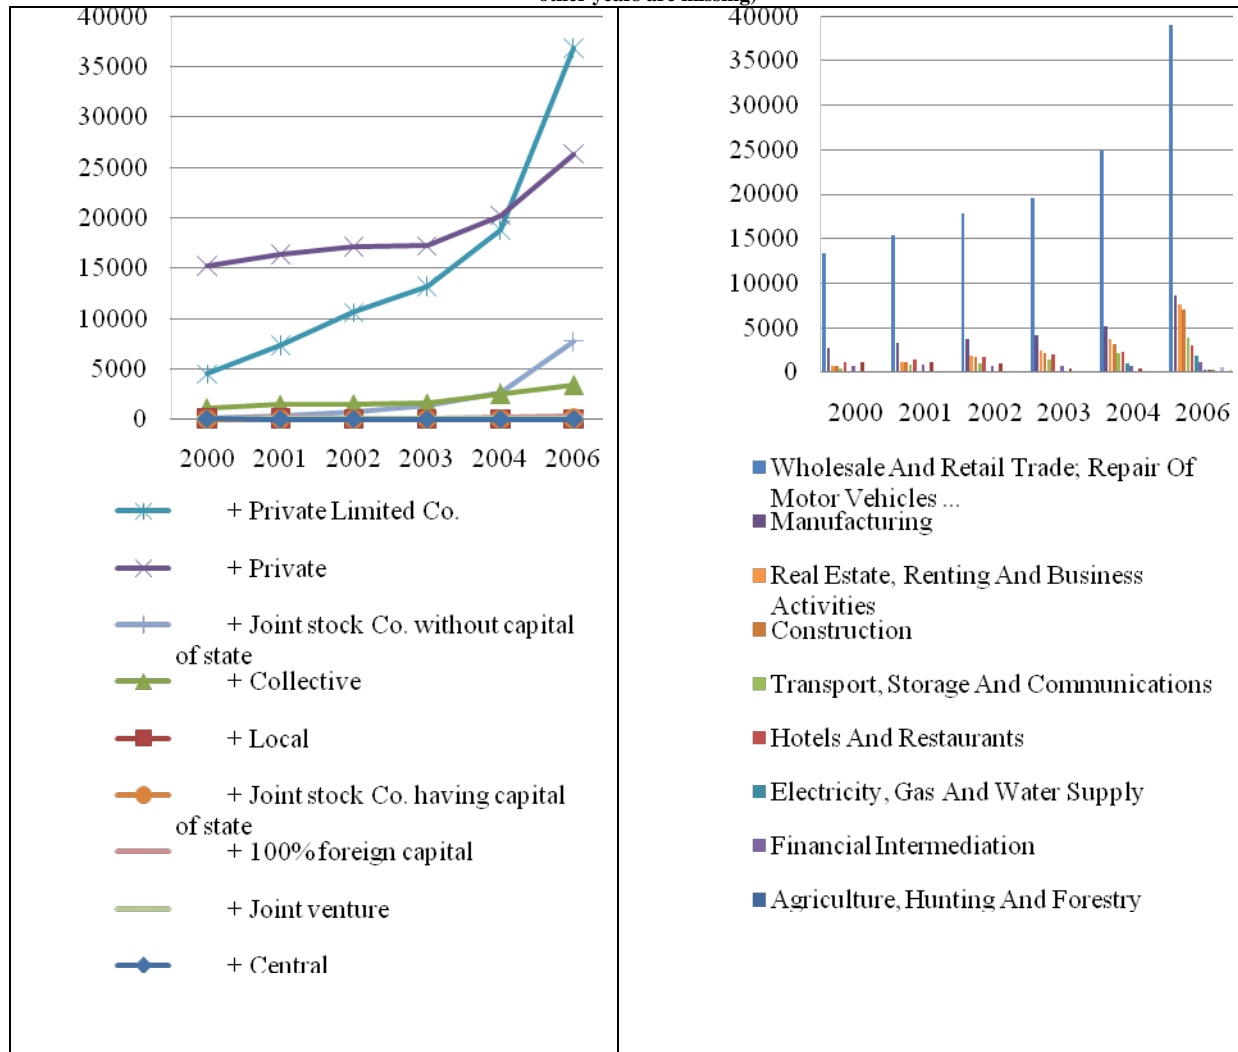 other years are missing)
40000
35000
30000
25000
20000
15000
10000
5000
0
2000 2001 2002 2003 2004 2006
+ Private Limited Co.
+ Private
+ Joint stock Co. without capital
of state
+ Collective
+ Local
+ Joint stock Co. having capital
of state
+ 100% foreign capital
+ Joint venture
+ Central
40000
35000
30000
25000
20000
15000
10000
5000
0
2000 2001 2002 2003 2004 2006
Wholesale And Retail Trade; Repair Of
Motor Vehicles ...
Manufacturing
Real Estate, Renting And Business
Activities
Construction
Transport, Storage And Communications
Hotels And Restaurants
Electricity, Gas And Water Supply
Financial Intermediation
Agriculture, Hunting And Forestry